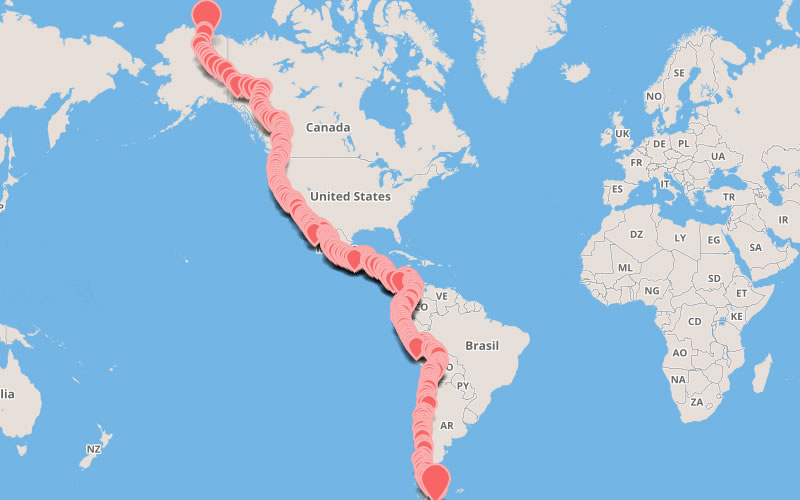 SE
NO
Canada
UK
DE
PL
UA
FR
ES
IT
TR
United States
IR
DZ
LY
EG
SA
ML
SD
NG
ET
VE
KE
CD
Brasil
AO
PY
NA
ZA
AR
NZ
lia